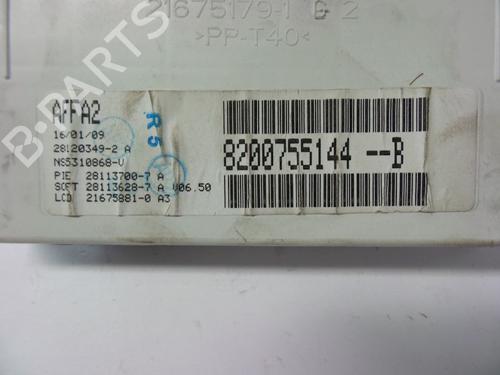 21675179-1 G 2
>PP-T40<
AFFA2
16/01/09
28120349-2 A
NS5310868-V
PIE 28113700-7 A
SOFT 28113628-7 A V06.50
LCD 21675881-0 A3
R5
8200755144 --B
B-PARTS